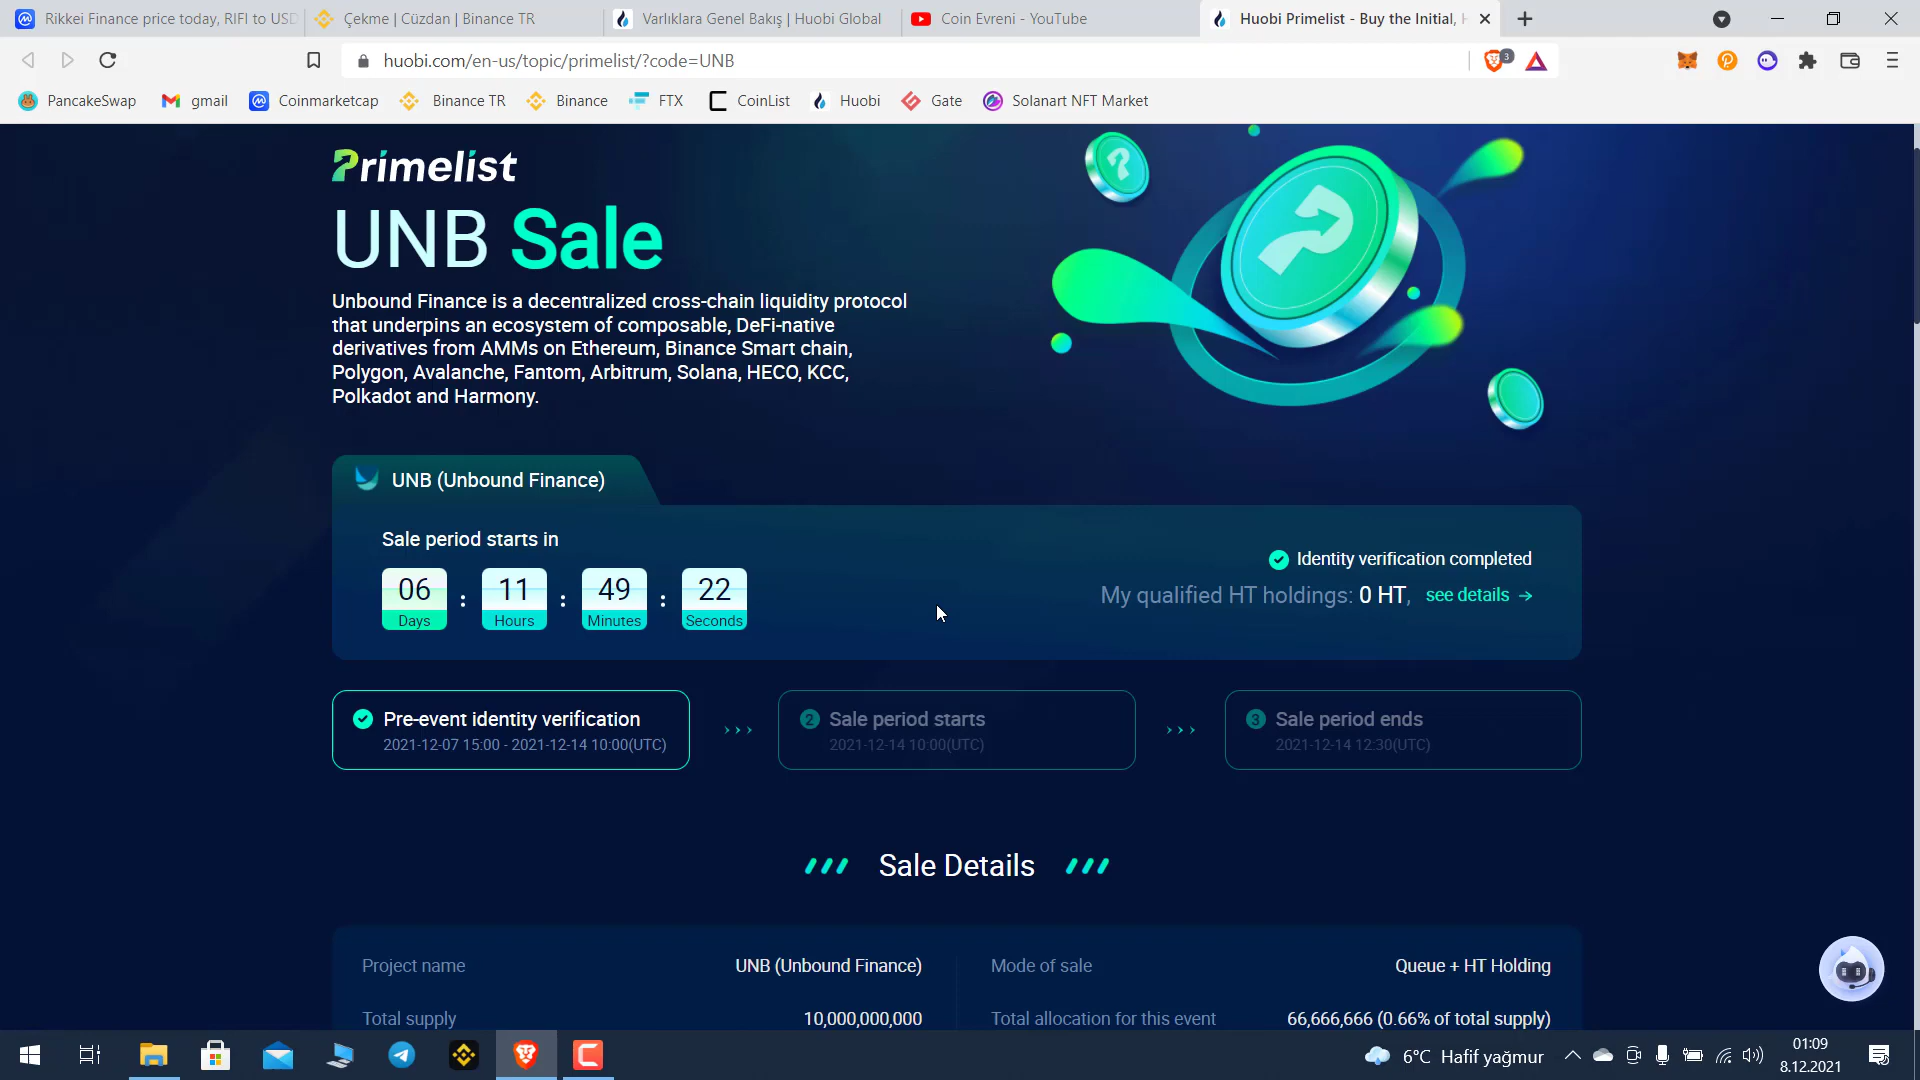 Rikkei Finance price today, RIFI to USD
Çekme | Cüzdan | Binance TR
Varlıklara Genel Bakış | Huobi Global
Coin Evreni - YouTube
Huobi Primelist - Buy the Initial,
huobi.com/en-us/topic/primelist/?code=UNB
3
PancakeSwap
gmail
Coinmarketcap
Binance TR
Binance
FTX
CoinList
Huobi
Gate
Solanart NFT Market
Primelist
UNB Sale
Unbound Finance is a decentralized cross-chain liquidity protocol
that underpins an ecosystem of composable, DeFi-native
derivatives from AMMs on Ethereum, Binance Smart chain,
Polygon, Avalanche, Fantom, Arbitrum, Solana, HECO, KCC,
Polkadot and Harmony.
UNB (Unbound Finance)
Sale period starts in
06 : 11 : 49 : 22
Days Hours Minutes Seconds
Identity verification completed
My qualified HT holdings: 0 HT, see details →
Pre-event identity verification
2021-12-07 15:00 - 2021-12-14 10:00(UTC)
2 Sale period starts
2021-12-14 10:00(UTC)
3 Sale period ends
2021-12-14 12:30(UTC)
Sale Details
Project name UNB (Unbound Finance)
Mode of sale Queue + HT Holding
Total supply 10,000,000,000
Total allocation for this event 66,666,666 (0.66% of total supply)
6°C Hafif yağmur
01:09
8.12.2021